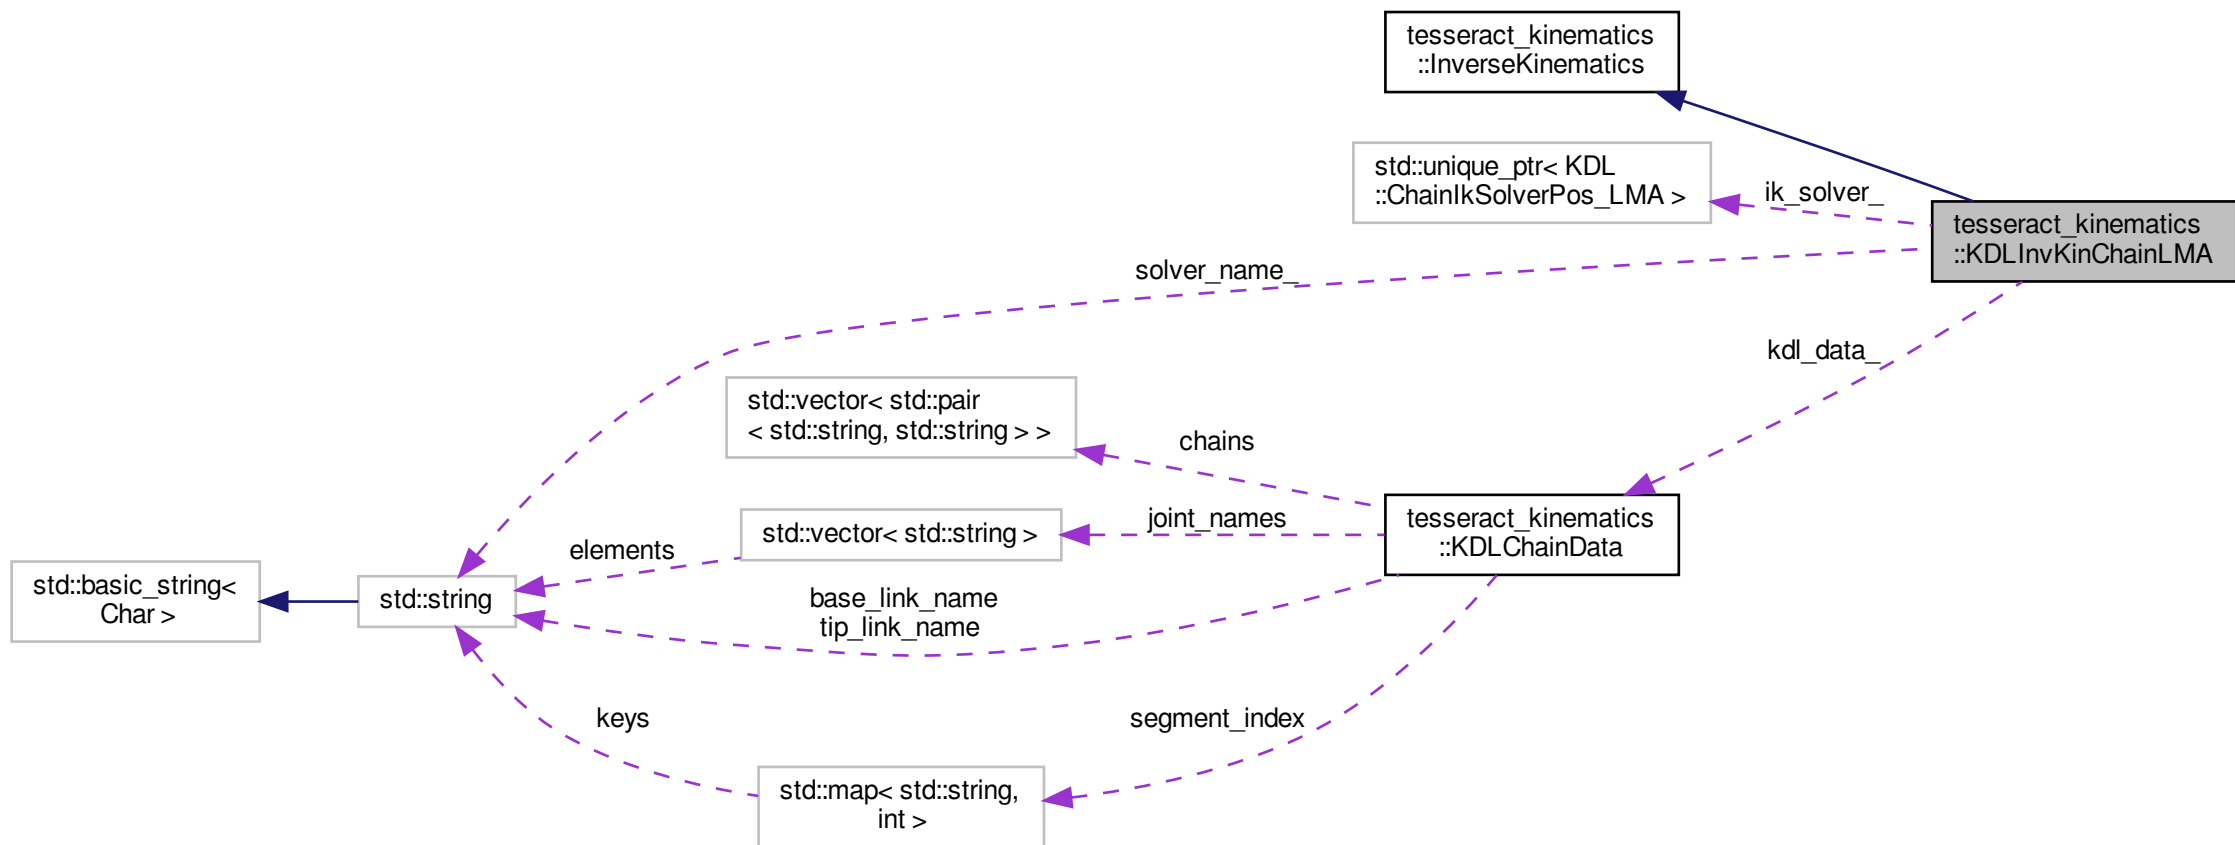 tesseract_kinematics
::InverseKinematics
std::unique_ptr< KDL
::ChainIkSolverPos_LMA >
ik_solver_
tesseract_kinematics
::KDLInvKinChainLMA
solver_name_
kdl_data_
std::vector< std::pair
< std::string, std::string > >
chains
joint_names
tesseract_kinematics
::KDLChainData
std::vector< std::string >
elements
std::basic_string<
Char >
std::string
base_link_name
tip_link_name
keys
segment_index
std::map< std::string,
int >